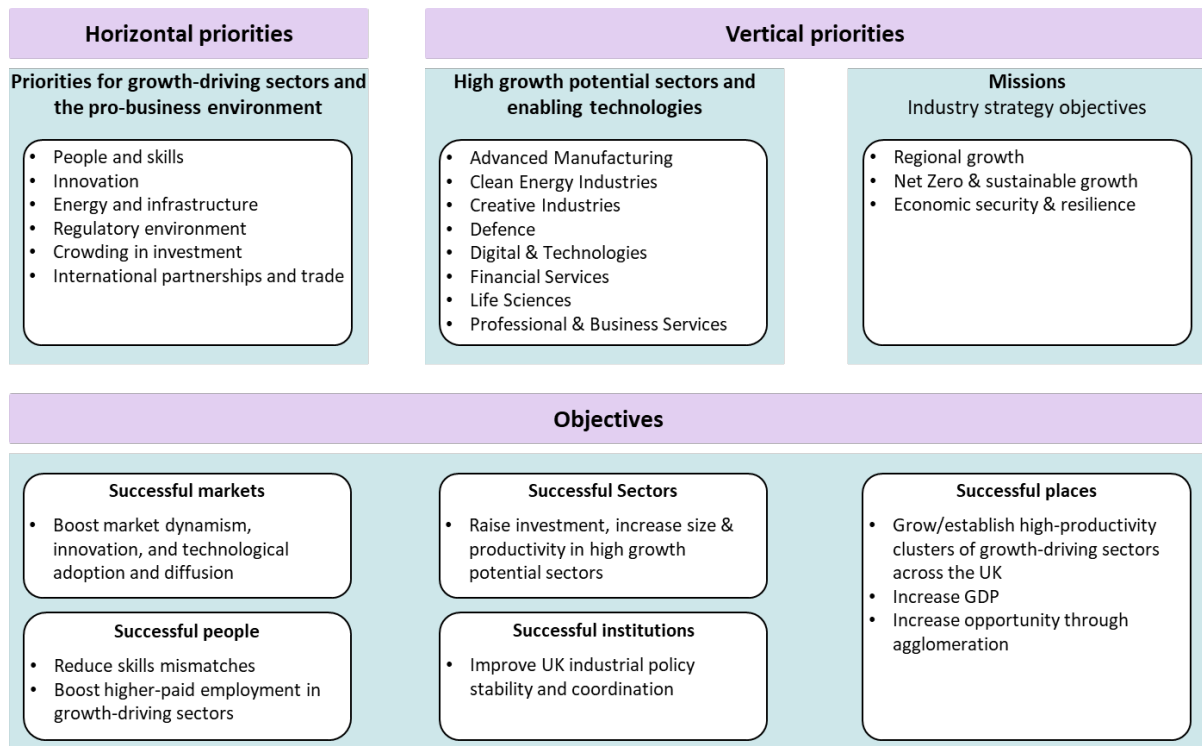 Horizontal priorities
Priorities for growth-driving sectors and
the pro-business environment
• People and skills
• Innovation
• Energy and infrastructure
• Regulatory environment
• Crowding in investment
• International partnerships and trade
Vertical priorities
High growth potential sectors and
enabling technologies
• Advanced Manufacturing
• Clean Energy Industries
• Creative Industries
• Defence
• Digital & Technologies
• Financial Services
• Life Sciences
• Professional & Business Services
Missions
Industry strategy objectives
• Regional growth
• Net Zero & sustainable growth
• Economic security & resilience
Objectives
Successful markets
• Boost market dynamism,
innovation, and technological
adoption and diffusion
Successful people
• Reduce skills mismatches
• Boost higher-paid employment in
growth-driving sectors
Successful Sectors
• Raise investment, increase size &
productivity in high growth
potential sectors
Successful institutions
• Improve UK industrial policy
stability and coordination
Successful places
• Grow/establish high-productivity
clusters of growth-driving sectors
across the UK
• Increase GDP
• Increase opportunity through
agglomeration